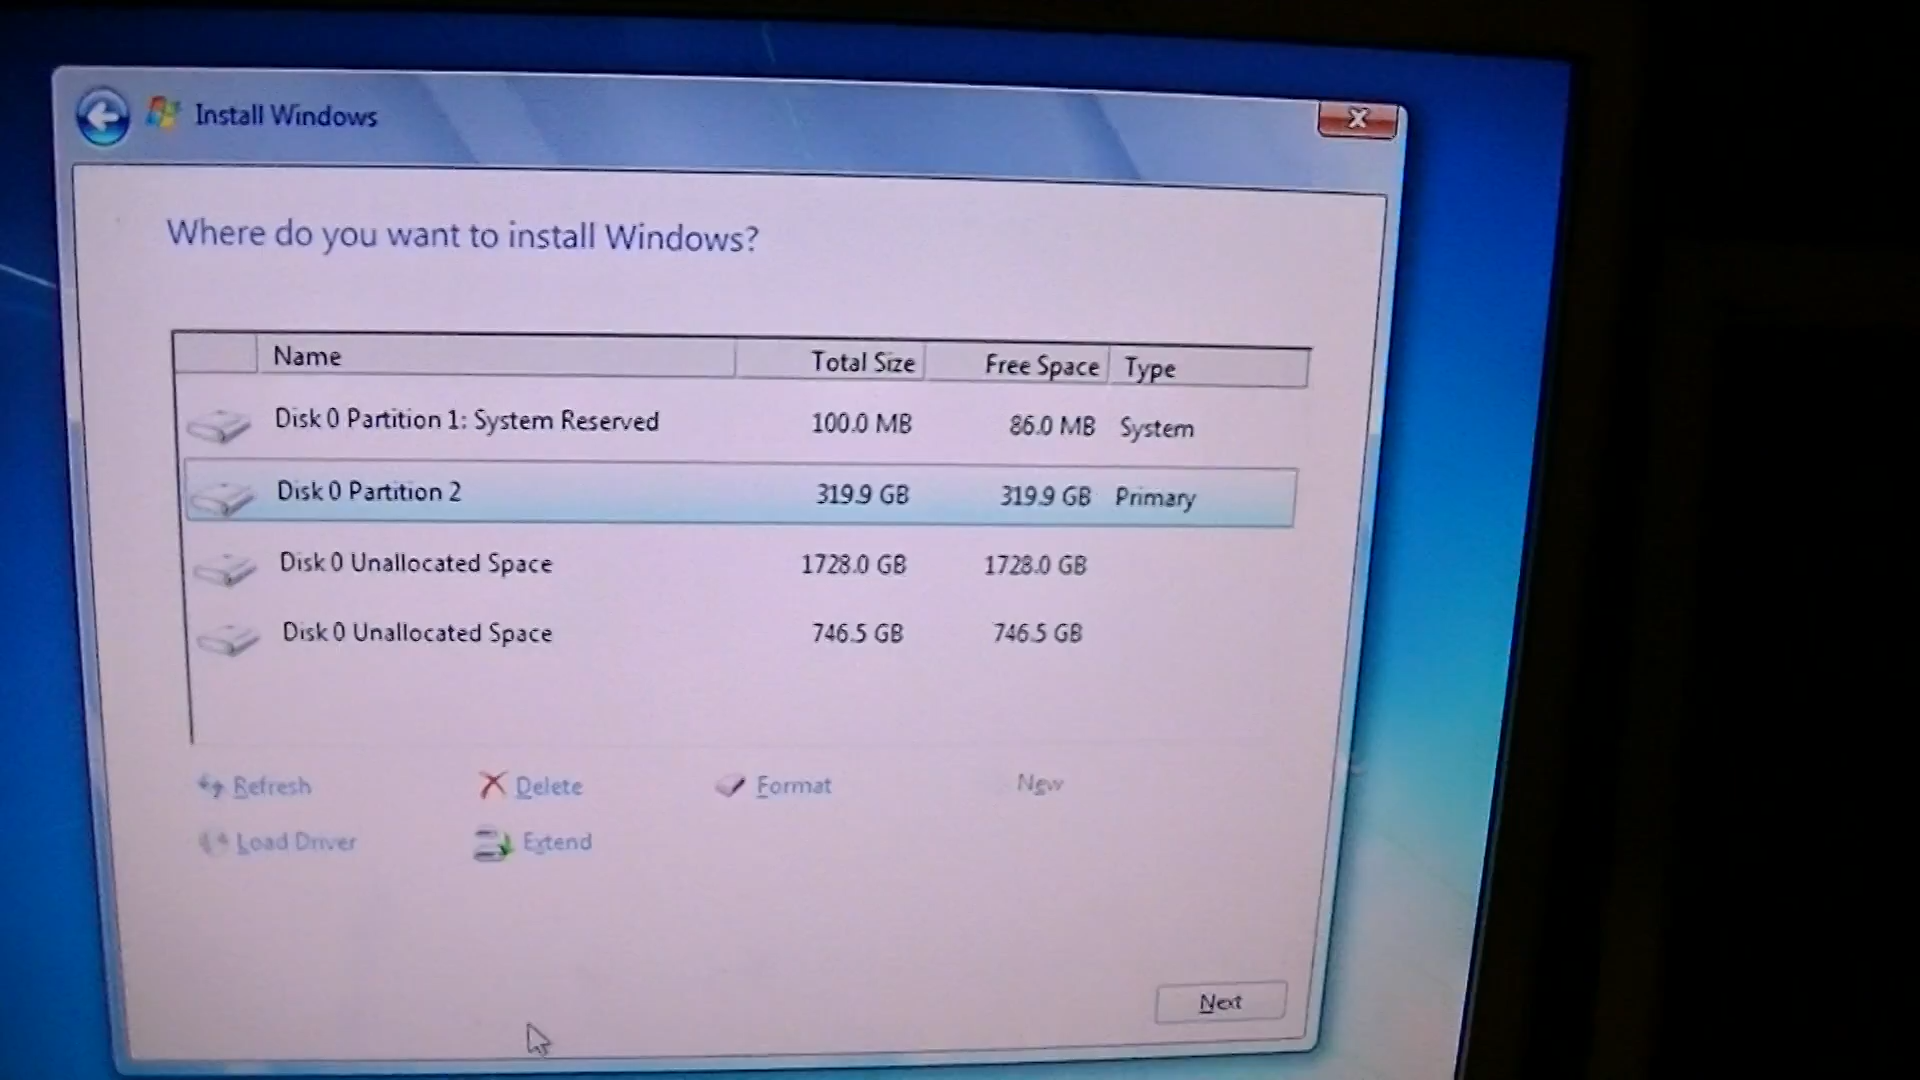 Install Windows
Where do you want to install Windows?
Name Total Size Free Space Type
Disk 0 Partition 1: System Reserved 100.0 MB 86.0 MB System
Disk 0 Partition 2 319.9 GB 319.9 GB Primary
Disk 0 Unallocated Space 1728.0 GB 1728.0 GB
Disk 0 Unallocated Space 746.5 GB 746.5 GB
Refresh Delete Format New
Load Driver Extend
Next